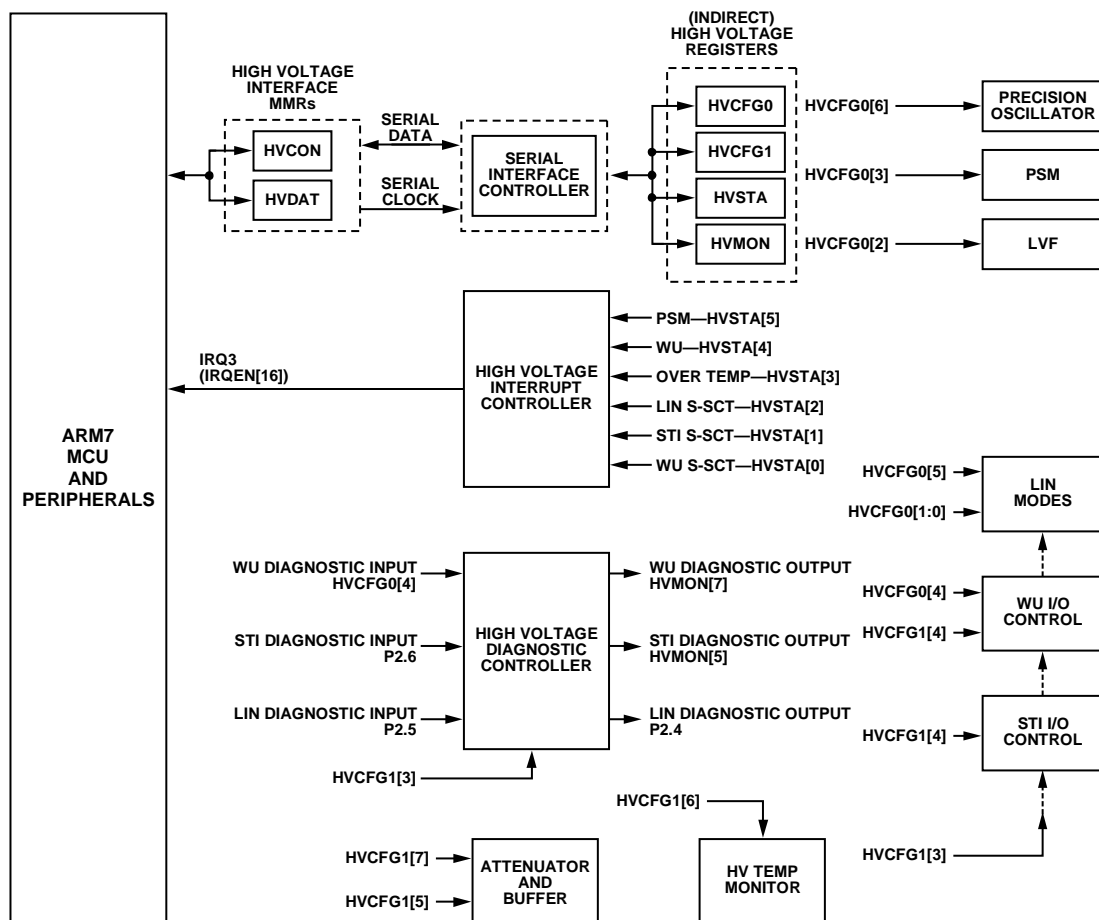 (INDIRECT)
HIGH VOLTAGE
REGISTERS
HIGH VOLTAGE
INTERFACE
MMRs
HVCON
HVDAT
SERIAL
DATA
SERIAL
CLOCK
SERIAL
INTERFACE
CONTROLLER
HVCFG0
HVCFG1
HVSTA
HVMON
HVCFG0[6]
PRECISION
OSCILLATOR
HVCFG0[3]
PSM
HVCFG0[2]
LVF
ARM7
MCU
AND
PERIPHERALS
IRQ3
(IRQEN[16])
HIGH VOLTAGE
INTERRUPT
CONTROLLER
PSM—HVSTA[5]
WU—HVSTA[4]
OVER TEMP—HVSTA[3]
LIN S-SCT—HVSTA[2]
STI S-SCT—HVSTA[1]
WU S-SCT—HVSTA[0]
HVCFG0[5]
HVCFG0[1:0]
LIN
MODES
WU DIAGNOSTIC INPUT
HVCFG0[4]
STI DIAGNOSTIC INPUT
P2.6
LIN DIAGNOSTIC INPUT
P2.5
HIGH VOLTAGE
DIAGNOSTIC
CONTROLLER
WU DIAGNOSTIC OUTPUT
HVMON[7]
STI DIAGNOSTIC OUTPUT
HVMON[5]
LIN DIAGNOSTIC OUTPUT
P2.4
HVCFG0[4]
HVCFG1[4]
WU I/O
CONTROL
HVCFG1[4]
STI I/O
CONTROL
HVCFG1[3]
HVCFG1[6]
HV TEMP
MONITOR
HVCFG1[3]
HVCFG1[7]
HVCFG1[5]
ATTENUATOR
AND
BUFFER